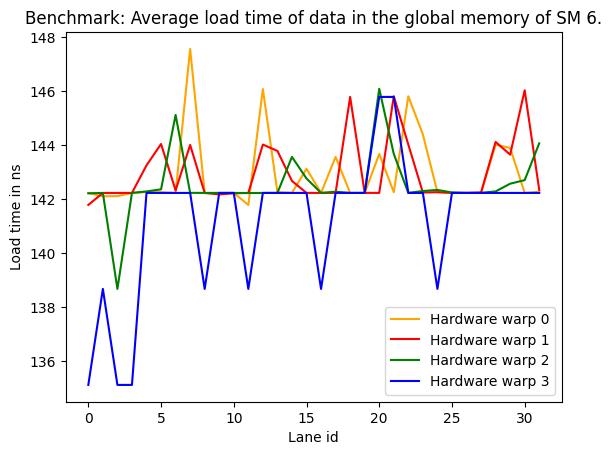 Benchmark: Average load time of data in the global memory of SM 6.
148
146
144
142
140
138
136
Load time in ns
0 5 10 15 20 25 30
Lane id
Hardware warp 0
Hardware warp 1
Hardware warp 2
Hardware warp 3